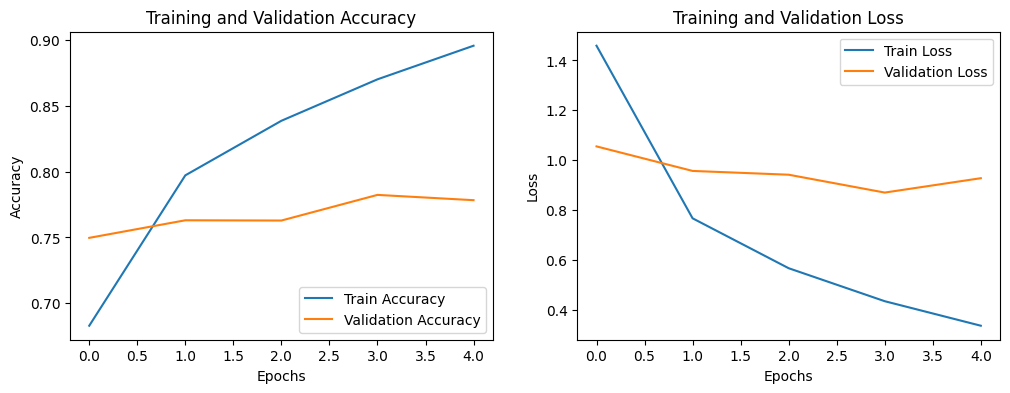 Training and Validation Accuracy
Accuracy
0.90
0.85
0.80
0.75
0.70
Train Accuracy
Validation Accuracy
0.0 0.5 1.0 1.5 2.0 2.5 3.0 3.5 4.0
Epochs
Training and Validation Loss
Loss
1.4
1.2
1.0
0.8
0.6
0.4
Train Loss
Validation Loss
0.0 0.5 1.0 1.5 2.0 2.5 3.0 3.5 4.0
Epochs